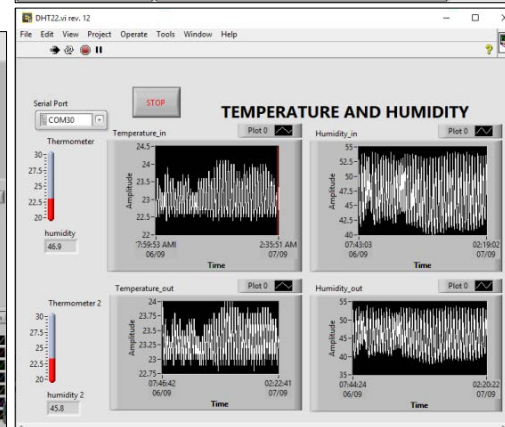 DHT22.vi rev. 12
File Edit View Project Operate Tools Window Help
TEMPERATURE AND HUMIDITY
Serial Port
COM30
STOP
Thermometer
30-
27.5-
25-
22.5-
20-
humidity
46.9
Temperature_in
Plot 0
Amplitude
24.5-
24-
23.5-
23-
22.5-
22-
7:59:53 AM
06/09
2:35:51 AM
07/09
Time
Humidity_in
Plot 0
Amplitude
55-
52.5-
50-
47.5-
45-
42.5-
40-
07:43:03
06/09
02:19:02
07/09
Time
Thermometer 2
30-
27.5-
25-
22.5-
20-
humidity 2
45.8
Temperature_out
Plot 0
Amplitude
24-
23.75-
23.5-
23.25-
23-
22.75-
07:46:42
06/09
02:22:41
07/09
Time
Humidity_out
Plot 0
Amplitude
55-
50-
45-
40-
35-
07:44:24
06/09
02:20:22
07/09
Time